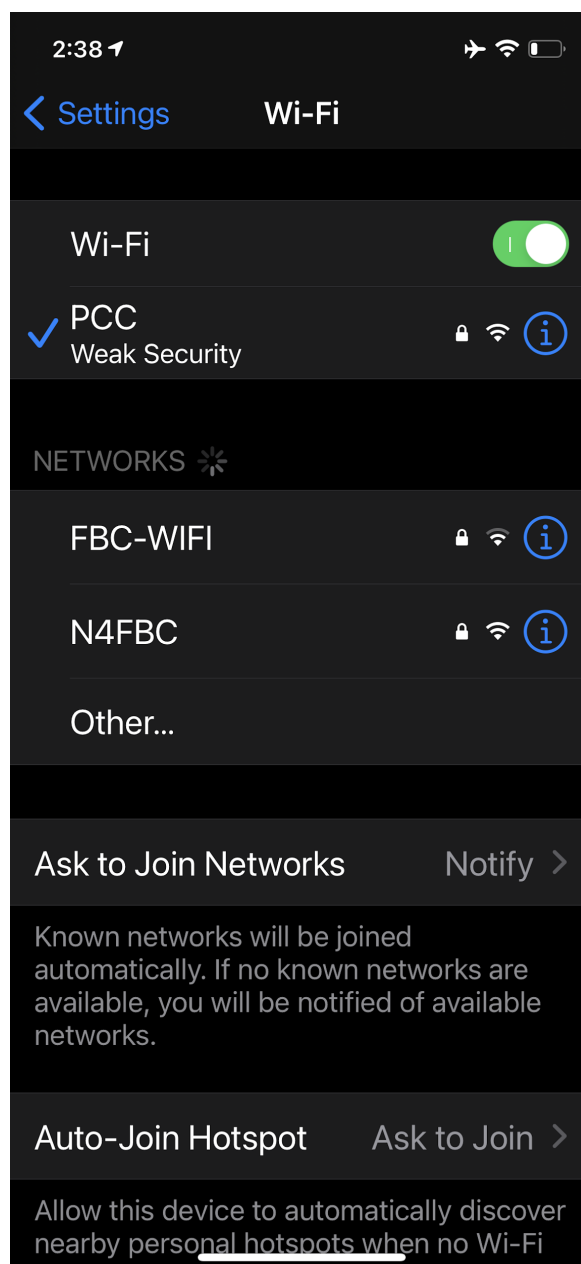 2:38
Settings
Wi-Fi
Wi-Fi
PCC
Weak Security
NETWORKS
FBC-WIFI
N4FBC
Other...
Ask to Join Networks Notify
Known networks will be joined
automatically. If no known networks are
available, you will be notified of available
networks.
Auto-Join Hotspot Ask to Join
Allow this device to automatically discover
nearby personal hotspots when no Wi-Fi